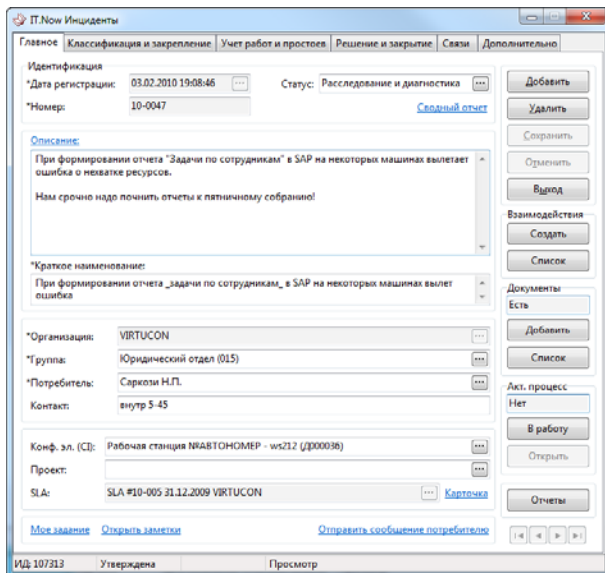 IT.Now Инциденты
Главное Классификация и закрепление Учет работ и простоев Решение и закрытие Связи Дополнительно
Идентификация
*Дата регистрации: 03.02.2010 19:08:46 ... Статус: Расследование и диагностика ...
*Номер: 10-0047 Сводный отчет
Описание:
При формировании отчета "Задачи по сотрудникам" в SAP на некоторых машинах вылетает
ошибка о нехватке ресурсов.
Нам срочно надо почнить отчеты к пятничному собранию!
*Краткое наименование:
При формировании отчета _задачи по сотрудникам_ в SAP на некоторых машинах вылет
ошибка
*Организация: VIRTUCON ...
*Группа: Юридический отдел (015) ...
*Потребитель: Саркози Н.П. ...
Контакт: внутр 5-45
Конф. эл. (CI): Рабочая станция №АВТОНОМЕР - ws212 (Д000036) ...
Проект: ...
SLA: SLA #10-005 31.12.2009 VIRTUCON ... Карточка
Мое задание Открыть заметки Отправить сообщение потребителю
Добавить
Удалить
Сохранить
Отменить
Выход
Взаимодействия
Создать
Список
Документы
Есть
Добавить
Список
Акт. процесс
Нет
В работу
Открыть
Отчеты
ИД: 107313 Утверждена Просмотр